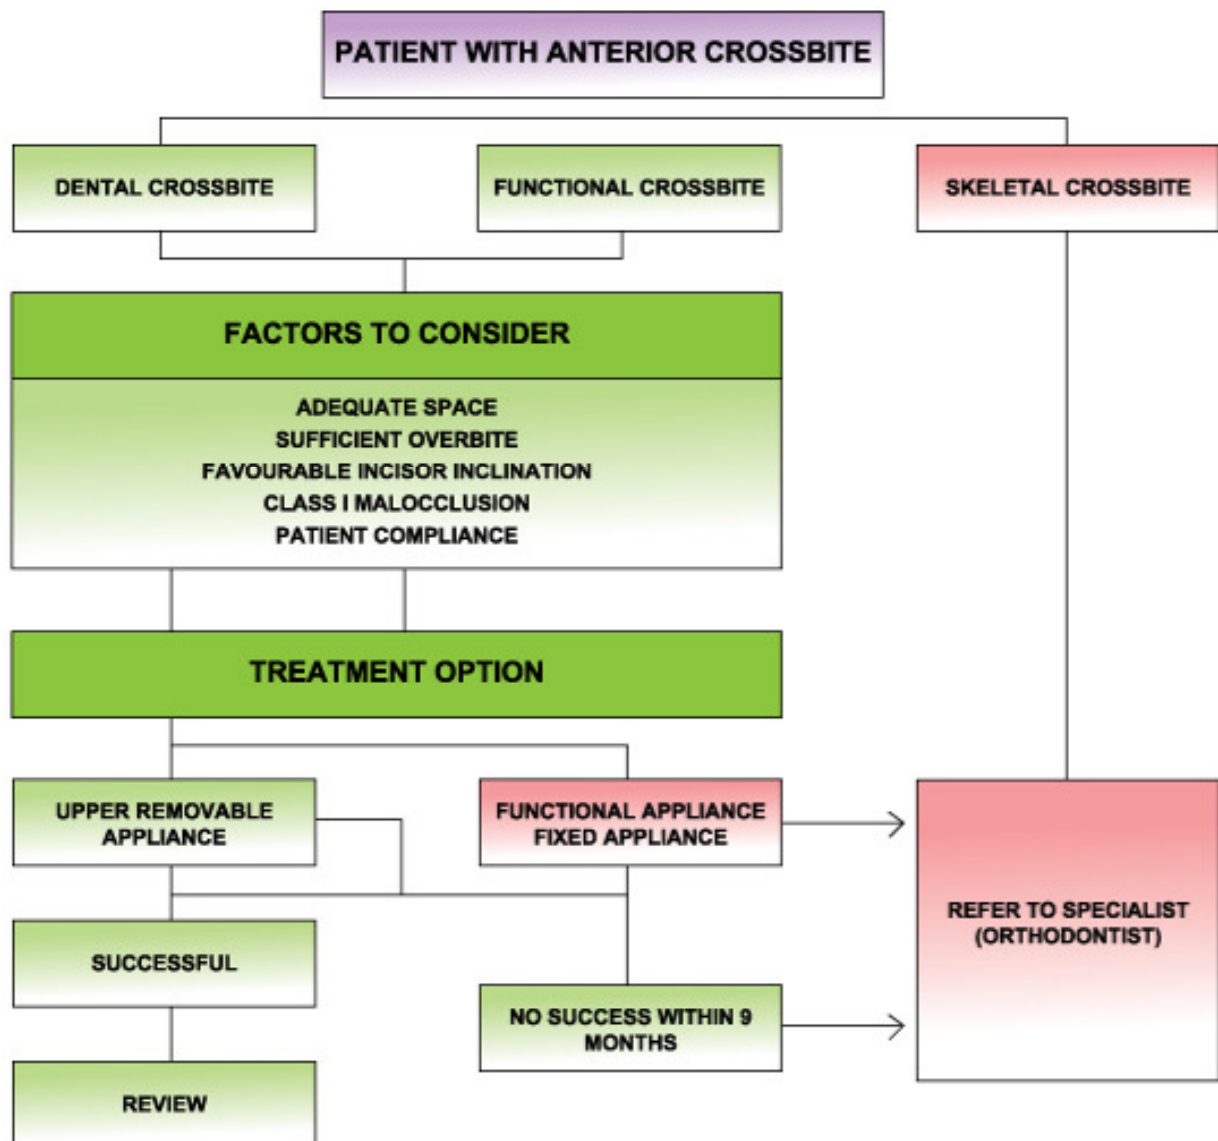 PATIENT WITH ANTERIOR CROSSBITE
DENTAL CROSSBITE
FUNCTIONAL CROSSBITE
SKELETAL CROSSBITE
FACTORS TO CONSIDER
ADEQUATE SPACE
SUFFICIENT OVERBITE
FAVOURABLE INCISOR INCLINATION
CLASS I MALOCCLUSION
PATIENT COMPLIANCE
TREATMENT OPTION
UPPER REMOVABLE
APPLIANCE
FUNCTIONAL APPLIANCE
FIXED APPLIANCE
REFER TO SPECIALIST
(ORTHODONTIST)
SUCCESSFUL
NO SUCCESS WITHIN 9
MONTHS
REVIEW